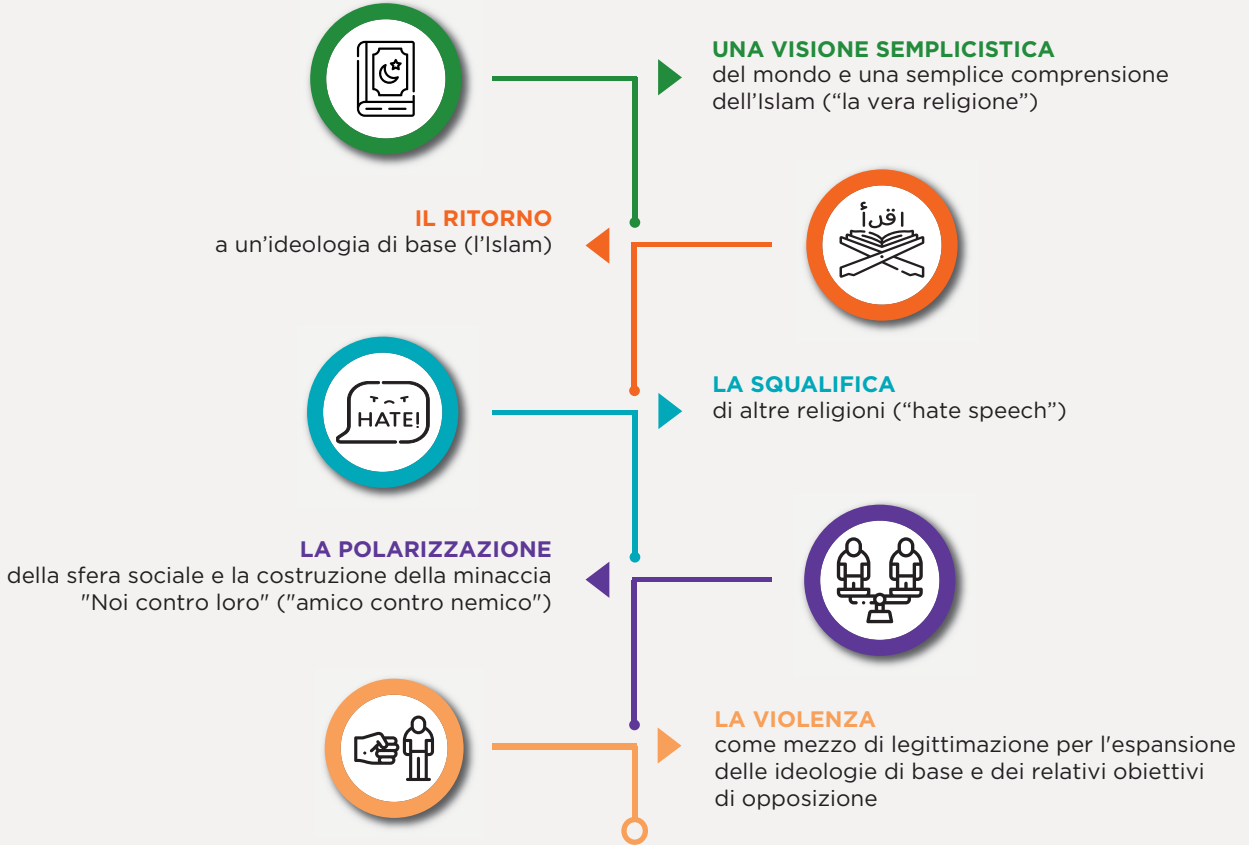 UNA VISIONE SEMPLICISTICA
del mondo e una semplice comprensione
dell'Islam (“la vera religione”)
اقرأ
IL RITORNO
a un'ideologia di base (l'Islam)
HATE!
LA SQUALIFICA
di altre religioni (“hate speech”)
LA POLARIZZAZIONE
della sfera sociale e la costruzione della minaccia
"Noi contro loro" ("amico contro nemico")
LA VIOLENZA
come mezzo di legittimazione per l'espansione
delle ideologie di base e dei relativi obiettivi
di opposizione